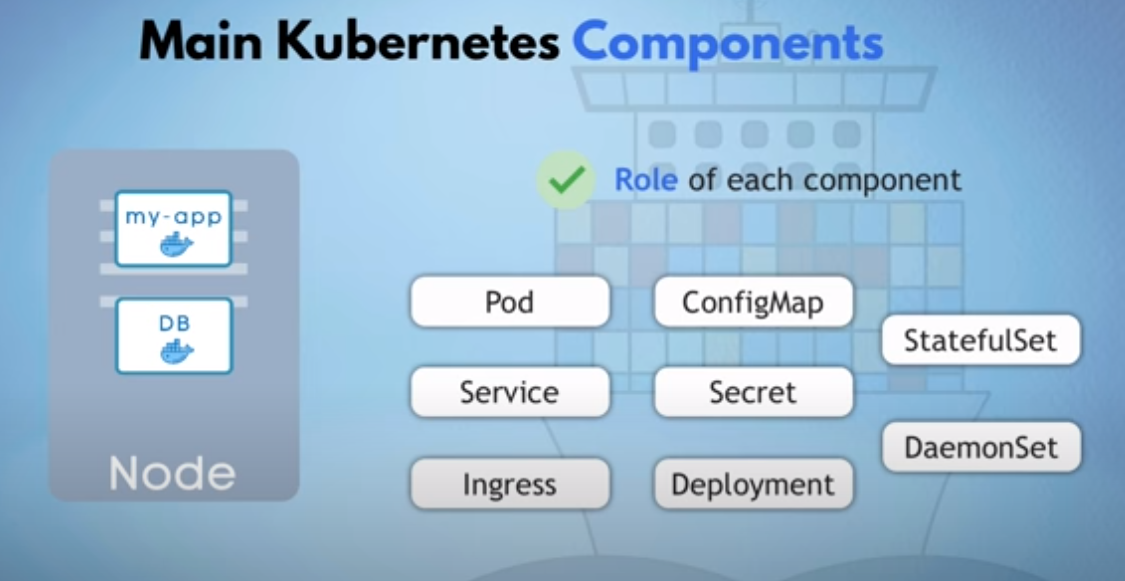 Main Kubernetes Components
Role of each component
my-app
DB
Node
Pod
ConfigMap
StatefulSet
Service
Secret
DaemonSet
Ingress
Deployment